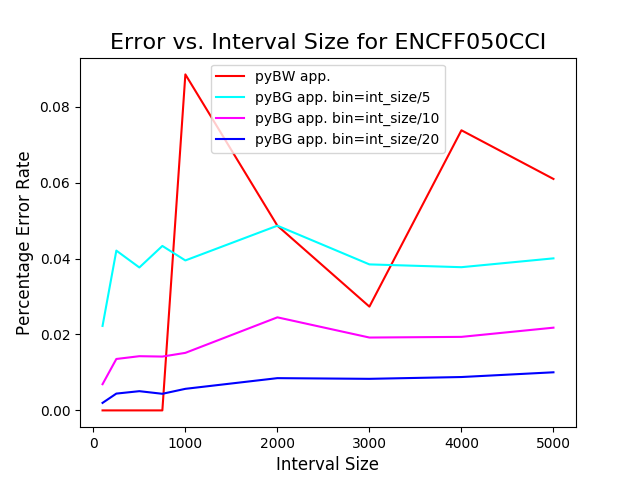 Error vs. Interval Size for ENCFF050CCI
pyBW app.
pyBG app. bin=int_size/5
pyBG app. bin=int_size/10
pyBG app. bin=int_size/20
Percentage Error Rate
0.08
0.06
0.04
0.02
0.00
0 1000 2000 3000 4000 5000
Interval Size